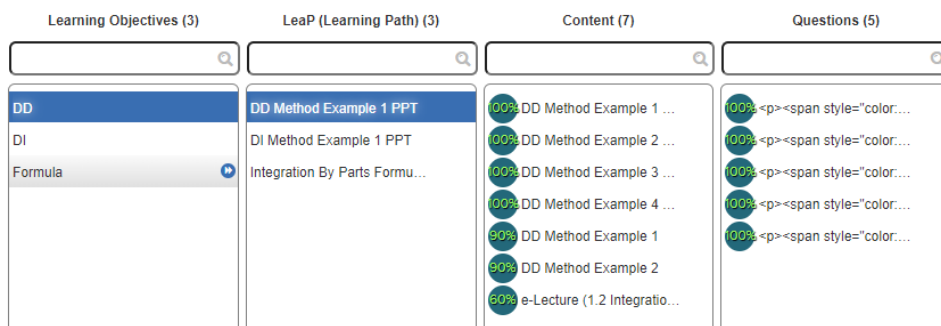 Learning Objectives (3)
LeaP (Learning Path) (3)
Content (7)
Questions (5)
DD
DI
Formula
DD Method Example 1 PPT
DI Method Example 1 PPT
Integration By Parts Formu...
100% DD Method Example 1 ...
100% DD Method Example 2 ...
100% DD Method Example 3 ...
100% DD Method Example 4 ...
90% DD Method Example 1
90% DD Method Example 2
60% e-Lecture (1.2 Integratio...
100% <p><span style="color:...
100% <p><span style="color:...
100% <p><span style="color:...
100% <p><span style="color:...
100% <p><span style="color:...